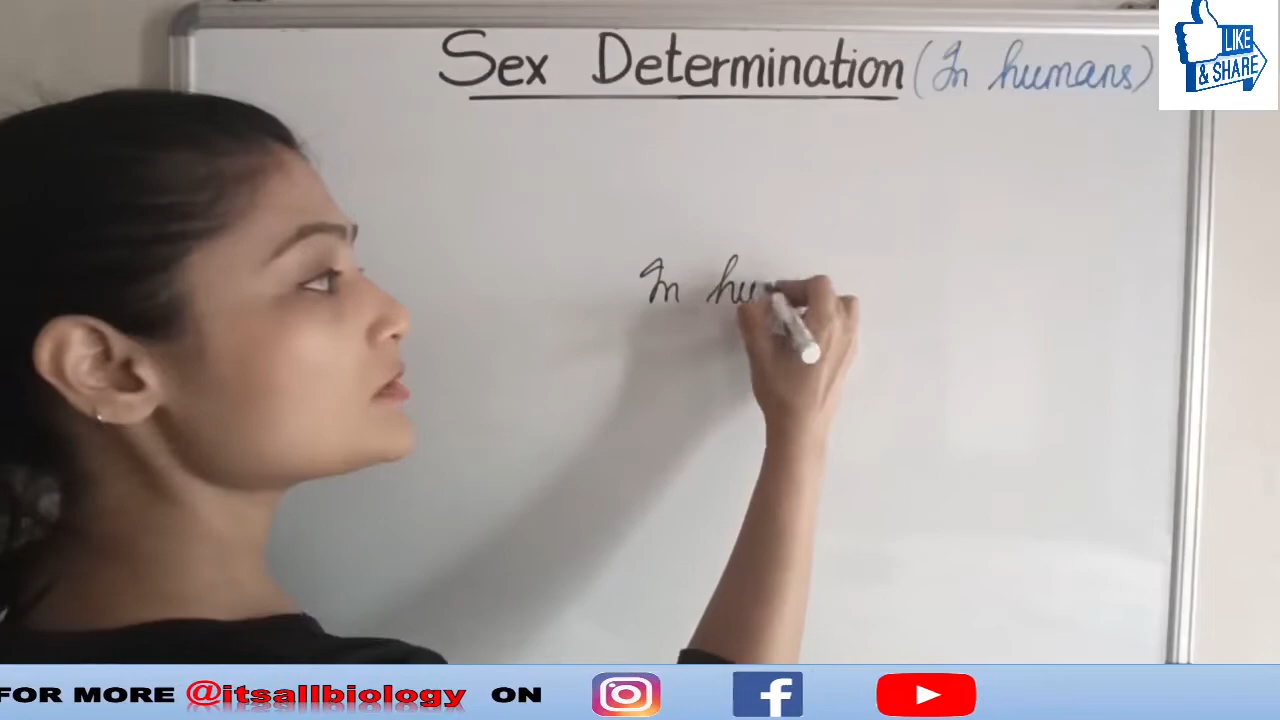 Sex Determination (In humans)
LIKE
& SHARE
In hu
FOR MORE @itsallbiology ON